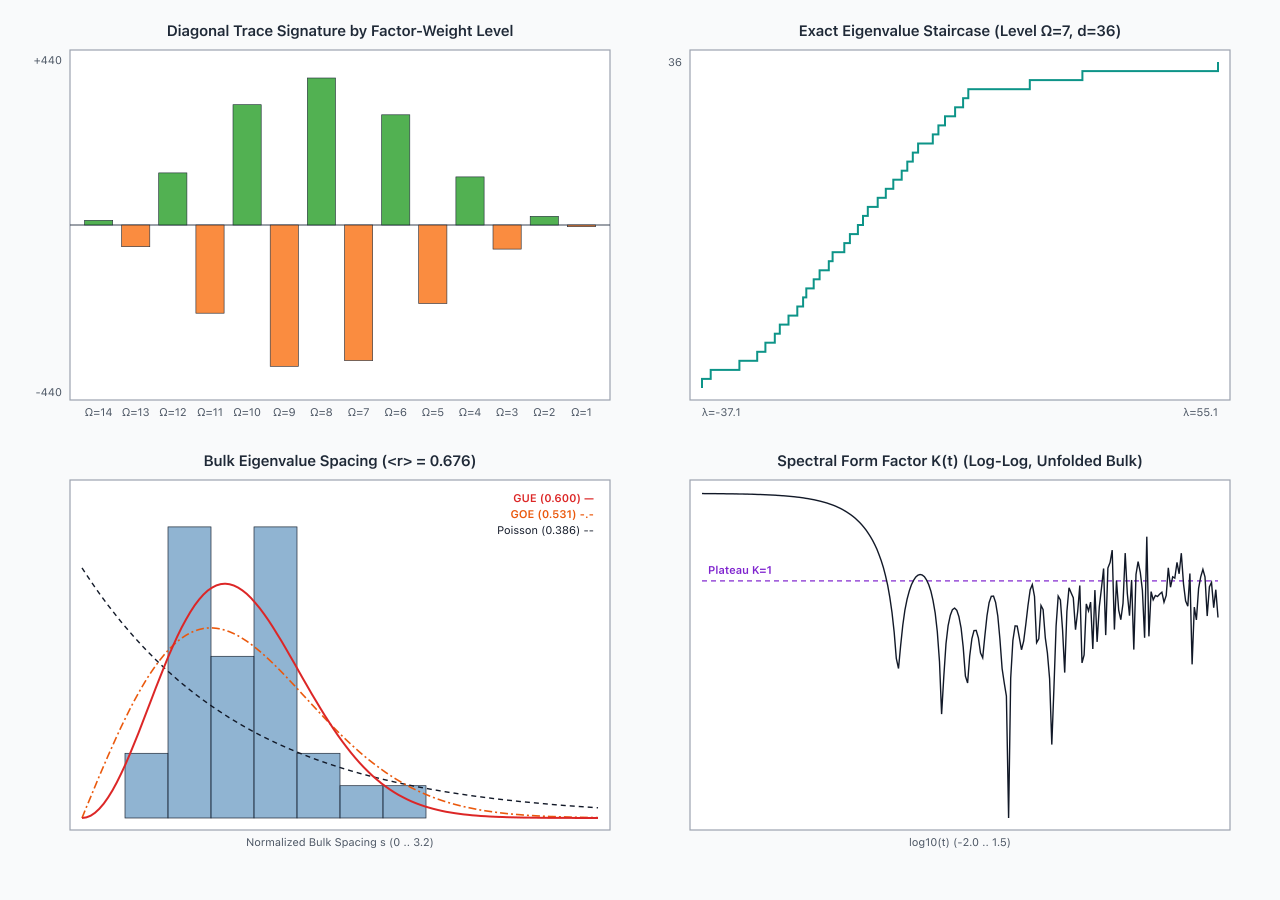 Diagonal Trace Signature by Factor-Weight Level
+440
-440
Ω=14 Ω=13 Ω=12 Ω=11 Ω=10 Ω=9 Ω=8 Ω=7 Ω=6 Ω=5 Ω=4 Ω=3 Ω=2 Ω=1
Exact Eigenvalue Staircase (Level Ω=7, d=36)
36
λ=-37.1 λ=55.1
Bulk Eigenvalue Spacing (<r> = 0.676)
GUE (0.600) —
GOE (0.531) -.-
Poisson (0.386) --
Normalized Bulk Spacing s (0 .. 3.2)
Spectral Form Factor K(t) (Log-Log, Unfolded Bulk)
Plateau K=1
log10(t) (-2.0 .. 1.5)